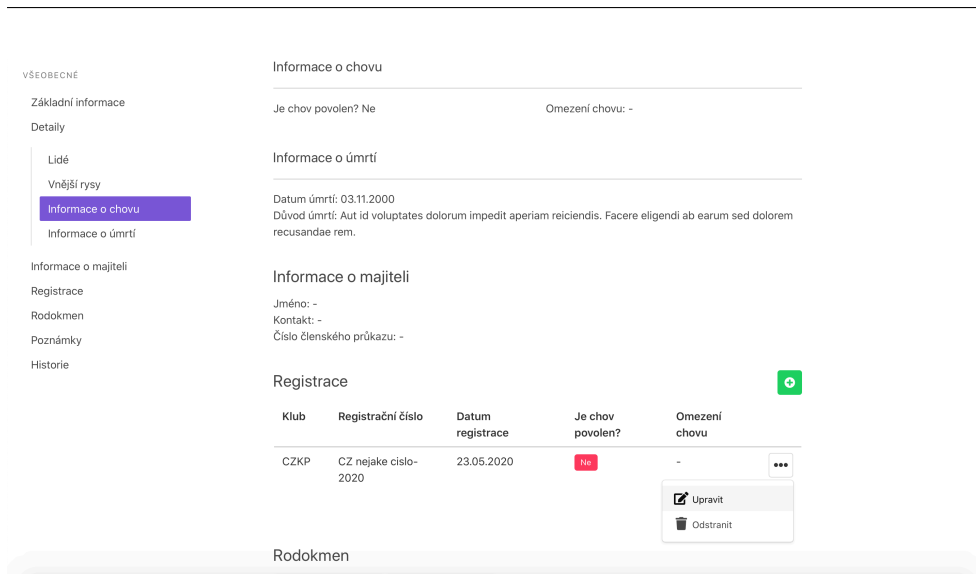 VŠEOBECNÉ
Základní informace
Detaily
Lidé
Vnější rysy
Informace o chovu
Informace o úmrtí
Informace o majiteli
Registrace
Rodokmen
Poznámky
Historie
Informace o chovu
Je chov povolen? Ne Omezení chovu: -
Informace o úmrtí
Datum úmrtí: 03.11.2000
Důvod úmrtí: Aut id voluptates dolorum impedit aperiam reiciendis. Facere eligendi ab earum sed dolorem
recusandae rem.
Informace o majiteli
Jméno: -
Kontakt: -
Číslo členského průkazu: -
Registrace
Klub Registrační číslo Datum Je chov Omezení
registrace povolen? chovu
CZKP CZ nejake cislo- 23.05.2020 Ne -
2020
Upravit
Odstranit
Rodokmen